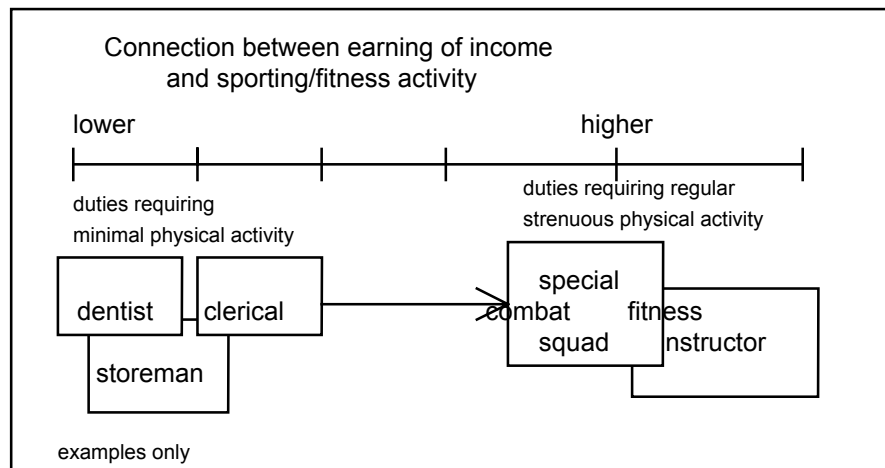 Connection between earning of income
and sporting/fitness activity
lower
higher
duties requiring
minimal physical activity
duties requiring regular
strenuous physical activity
dentist
clerical
storeman
special
combat
squad
fitness
nstructor
examples only